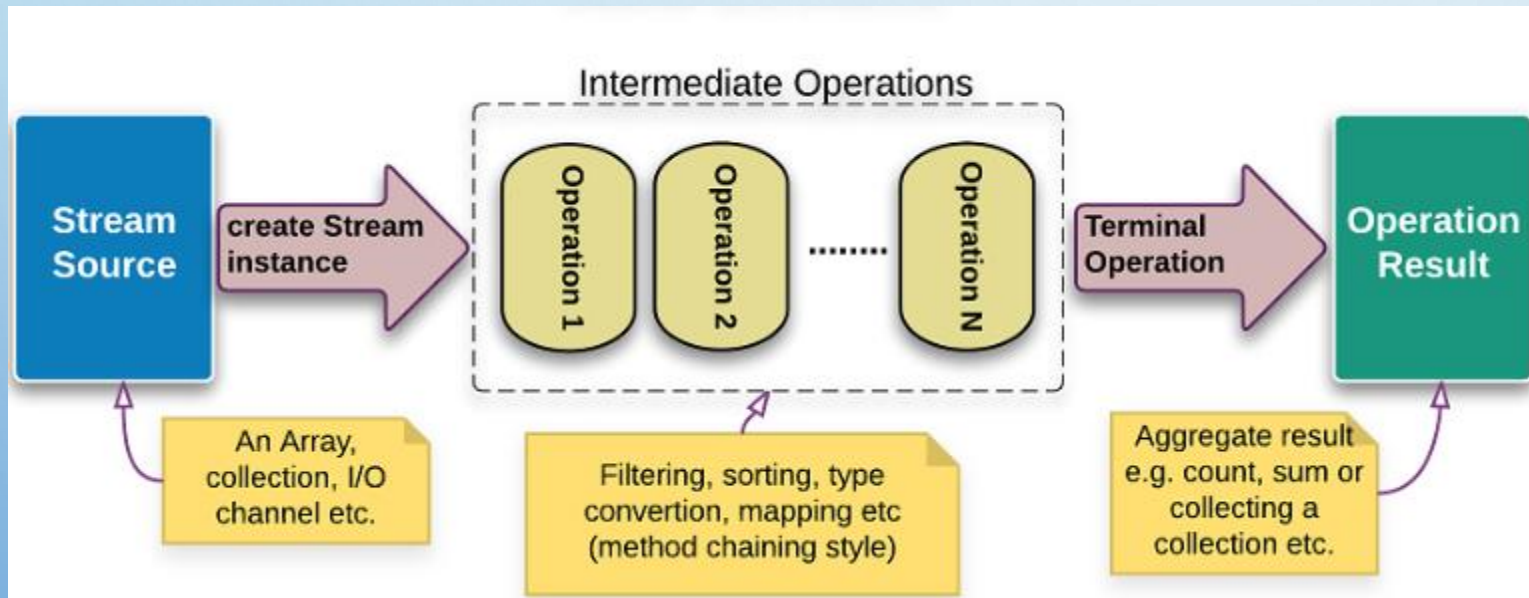 Intermediate Operations
Stream
Source
create Stream
instance
Operation 1
Operation 2
........
Operation N
Terminal
Operation
Operation
Result
An Array,
collection, I/O
channel etc.
Filtering, sorting, type
convertion, mapping etc
(method chaining style)
Aggregate result
e.g. count, sum or
collecting a
collection etc.